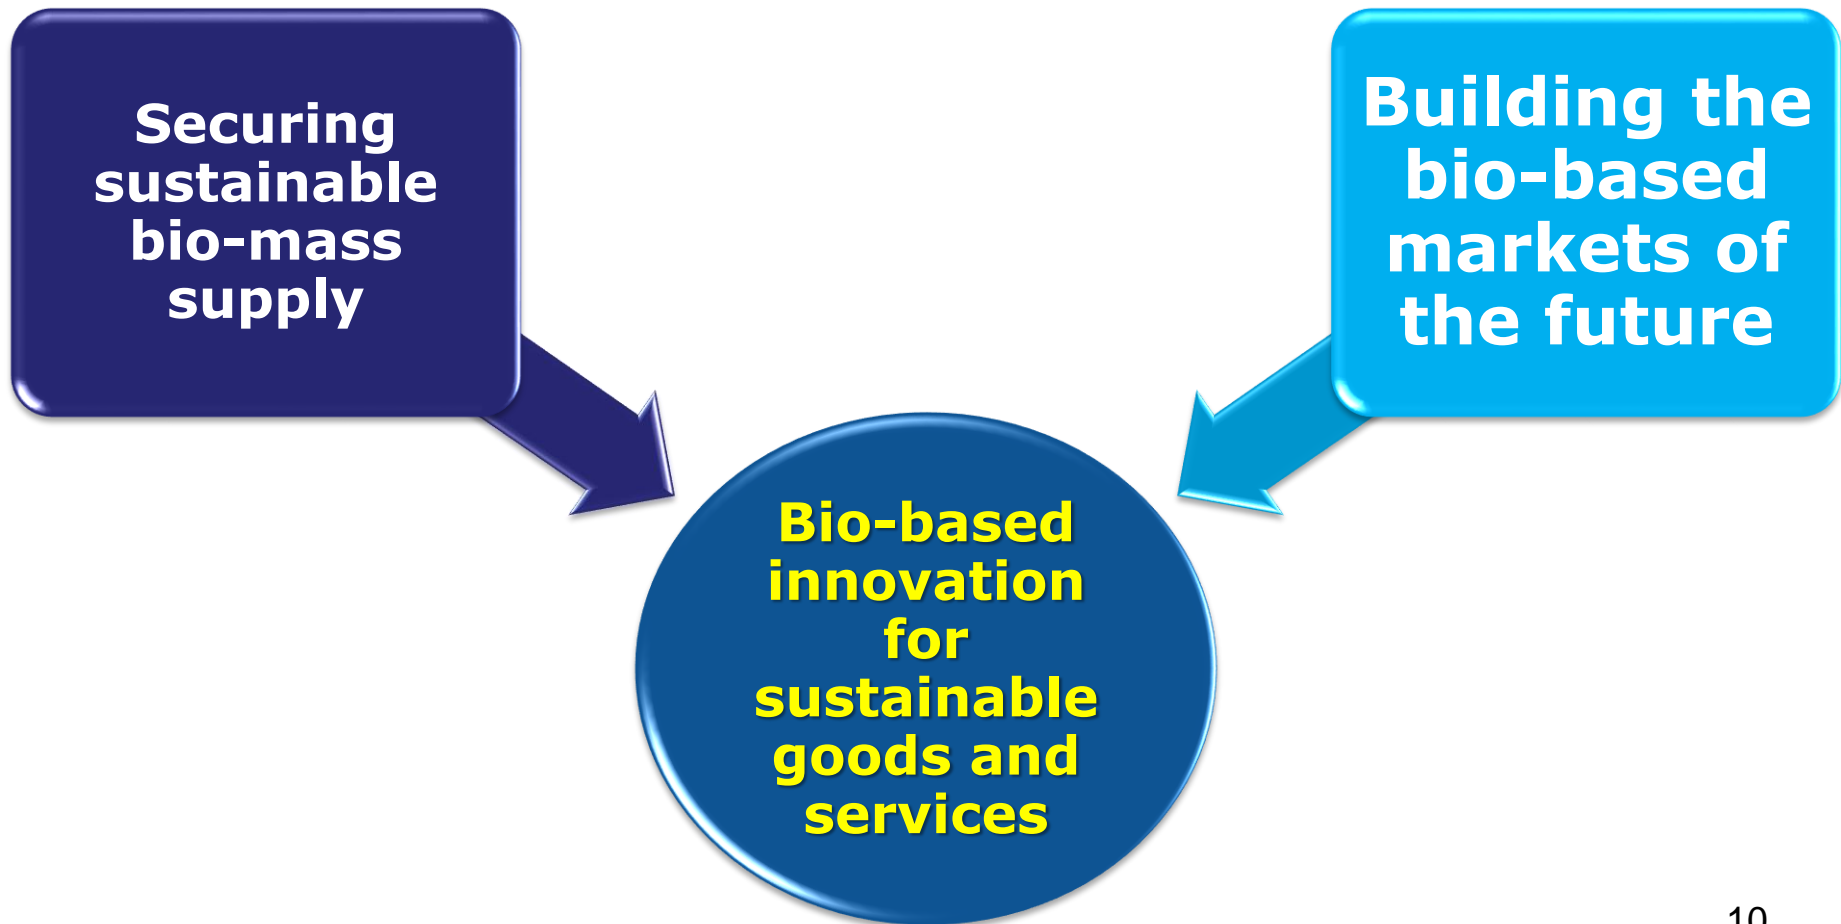 Securing
sustainable
bio-mass
supply
Building the
bio-based
markets of
the future
Bio-based
innovation
for
sustainable
goods and
services
10